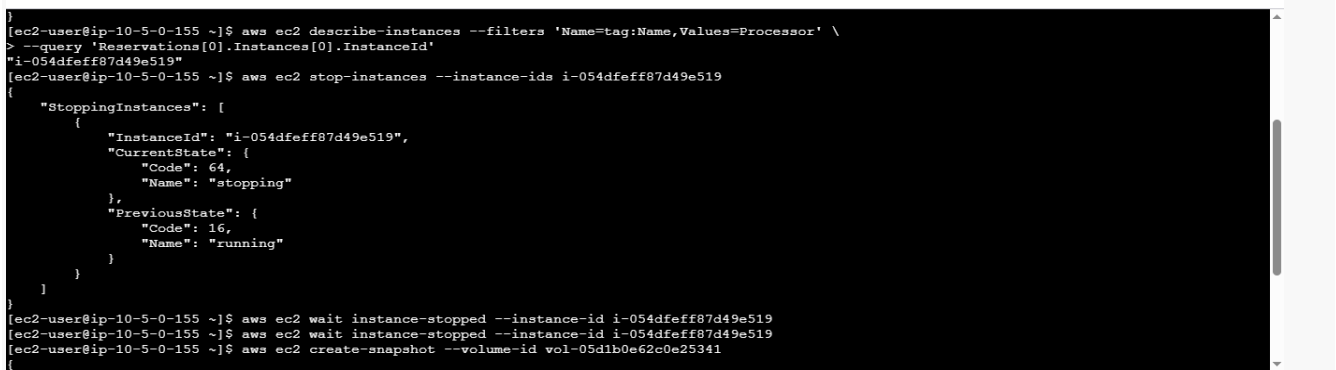 }
[ec2-user@ip-10-5-0-155 ~]$ aws ec2 describe-instances --filters 'Name=tag:Name,Values=Processor' \
> --query 'Reservations[0].Instances[0].InstanceId'
"i-054dfeff87d49e519"
[ec2-user@ip-10-5-0-155 ~]$ aws ec2 stop-instances --instance-ids i-054dfeff87d49e519
{
    "StoppingInstances": [
        {
            "InstanceId": "i-054dfeff87d49e519",
            "CurrentState": {
                "Code": 64,
                "Name": "stopping"
            },
            "PreviousState": {
                "Code": 16,
                "Name": "running"
            }
        }
    ]
}
[ec2-user@ip-10-5-0-155 ~]$ aws ec2 wait instance-stopped --instance-id i-054dfeff87d49e519
[ec2-user@ip-10-5-0-155 ~]$ aws ec2 wait instance-stopped --instance-id i-054dfeff87d49e519
[ec2-user@ip-10-5-0-155 ~]$ aws ec2 create-snapshot --volume-id vol-05d1b0e62c0e25341
{